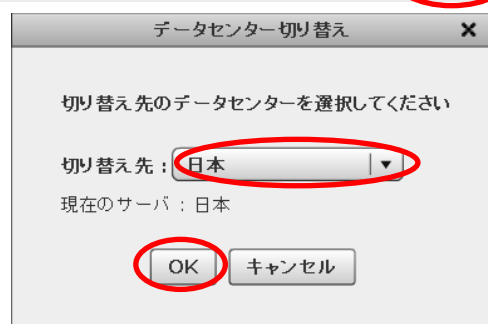 データセンター切り替え
切り替え先のデータセンターを選択してください
切り替え先：日本
現在のサーバ：日本
OK キャンセル